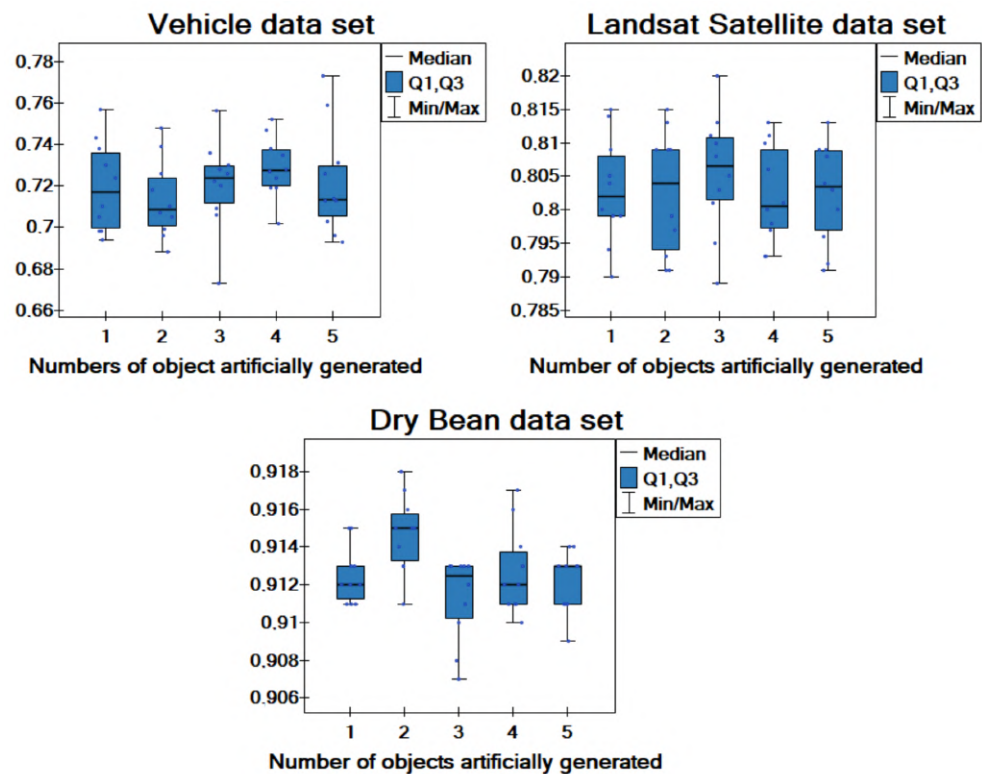 Vehicle data set
0.78
0.76
0.74
0.72
0.7
0.68
0.66
1 2 3 4 5
Numbers of object artificially generated
Median
Q1,Q3
Min/Max
Landsat Satellite data set
0.82
0.815
0.81
0.805
0.8
0.795
0.79
0.785
1 2 3 4 5
Number of objects artificially generated
Median
Q1,Q3
Min/Max
Dry Bean data set
0.918
0.916
0.914
0.912
0.91
0.908
0.906
1 2 3 4 5
Number of objects artificially generated
Median
Q1,Q3
Min/Max